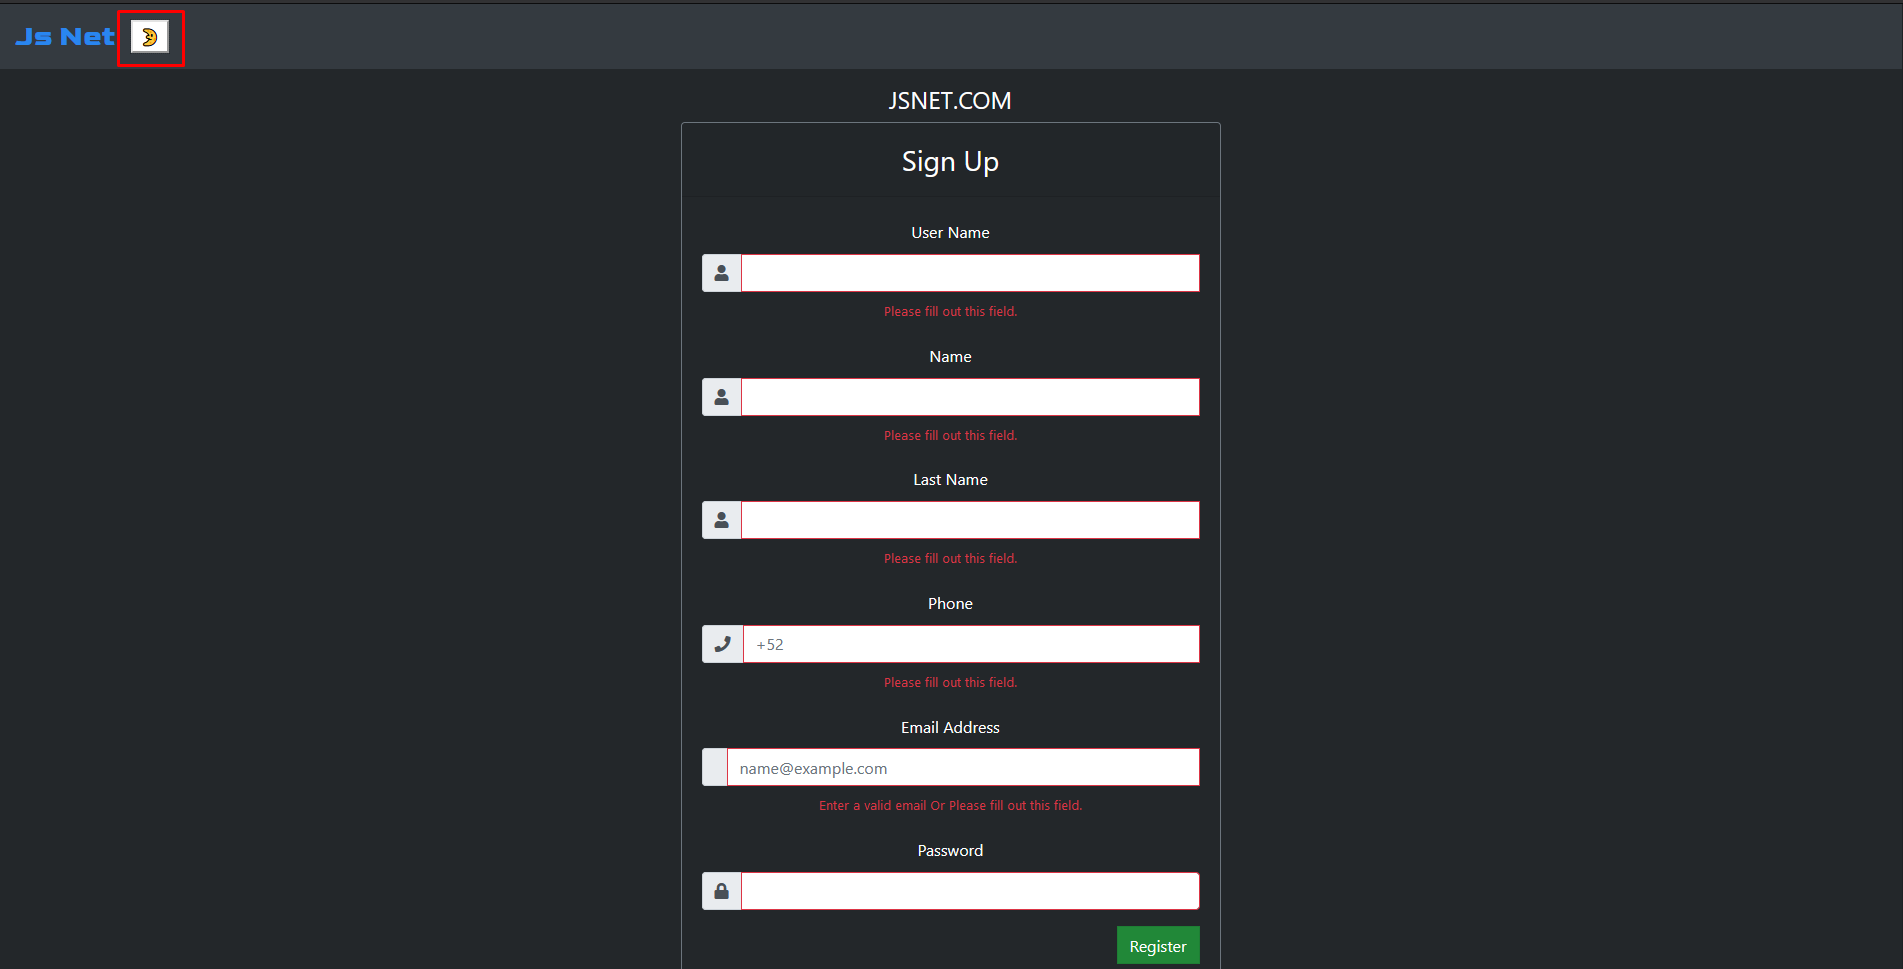 Js Net
JSNET.COM
Sign Up
User Name
Please fill out this field.
Name
Please fill out this field.
Last Name
Please fill out this field.
Phone
+52
Please fill out this field.
Email Address
name@example.com
Enter a valid email Or Please fill out this field.
Password
Register